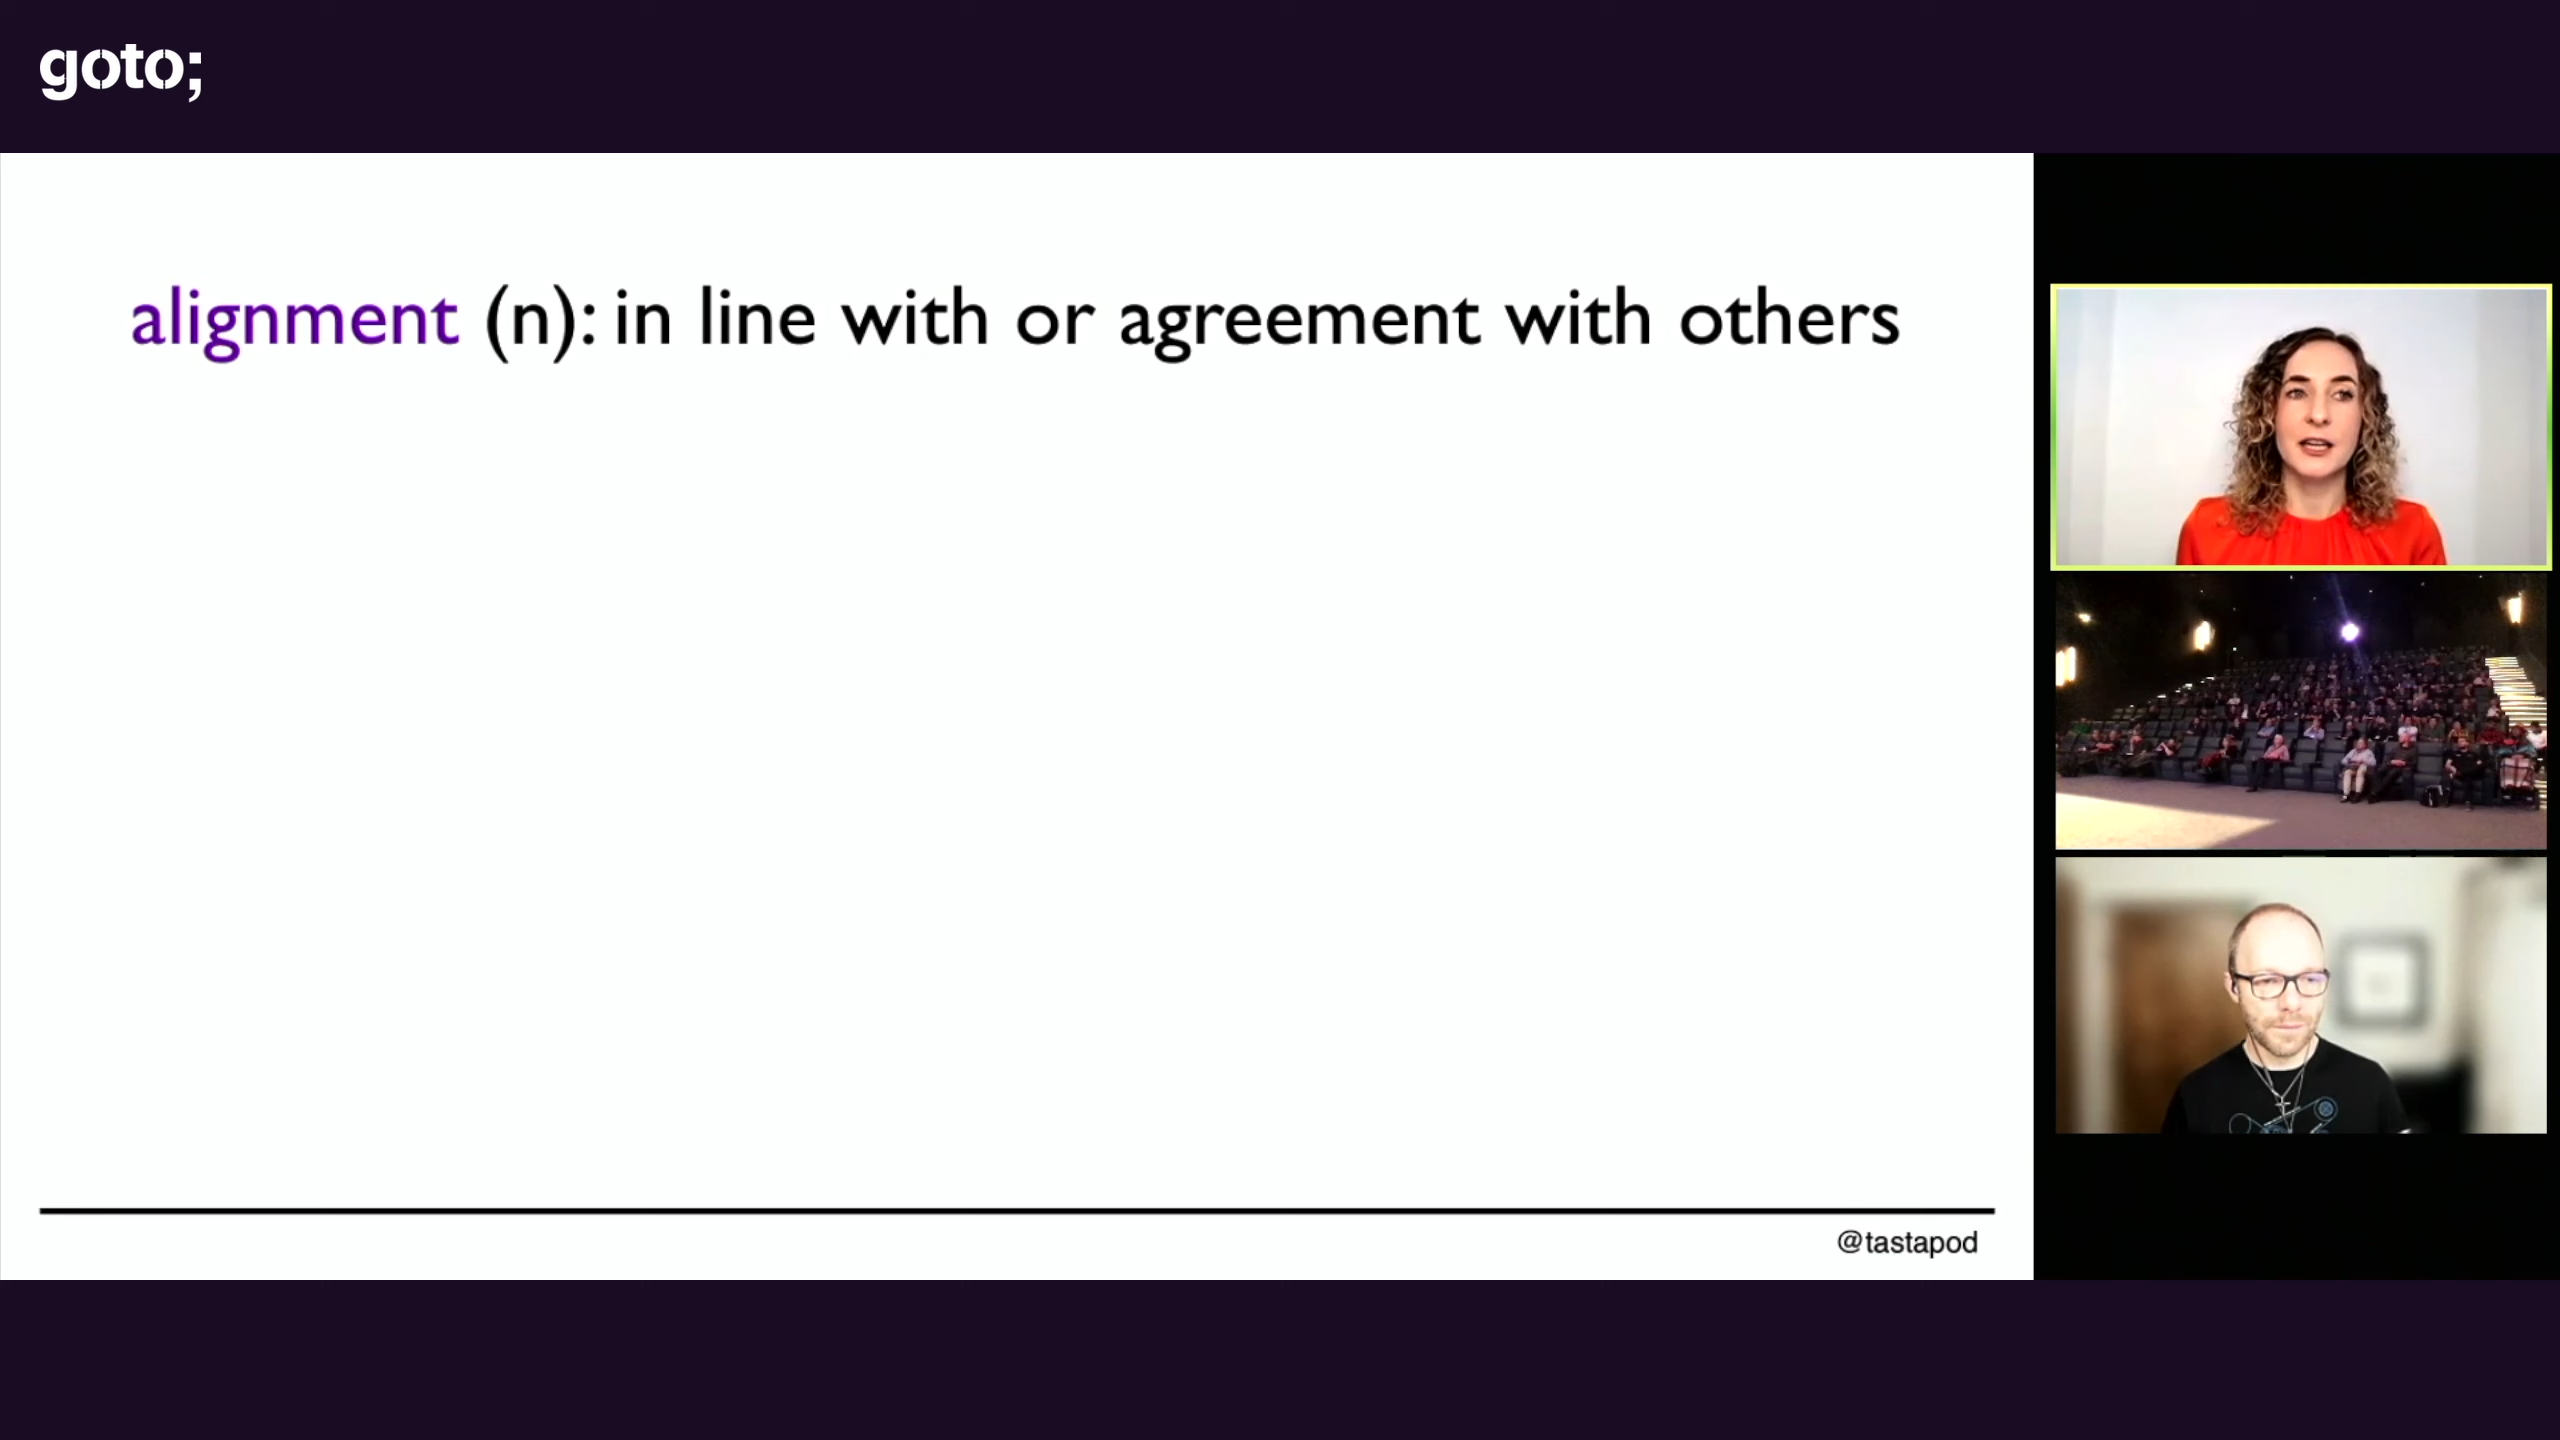 goto;
alignment (n): in line with or agreement with others
@tastapod